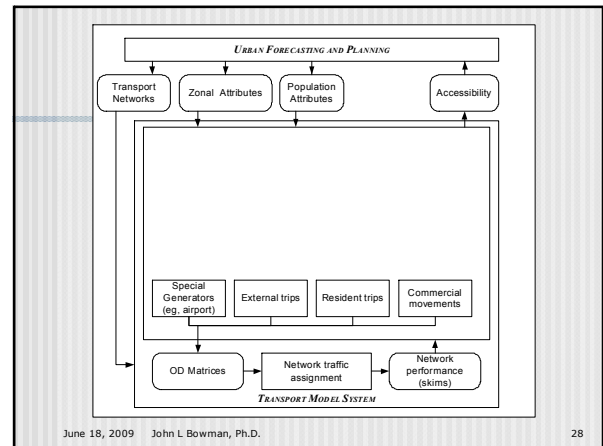 URBAN FORECASTING AND PLANNING
Transport
Networks
Zonal Attributes
Population
Attributes
Accessibility
Special
Generators
(eg, airport)
External trips
Resident trips
Commercial
movements
OD Matrices
Network traffic
assignment
Network
performance
(skims)
TRANSPORT MODEL SYSTEM
June 18, 2009 John L Bowman, Ph.D. 28